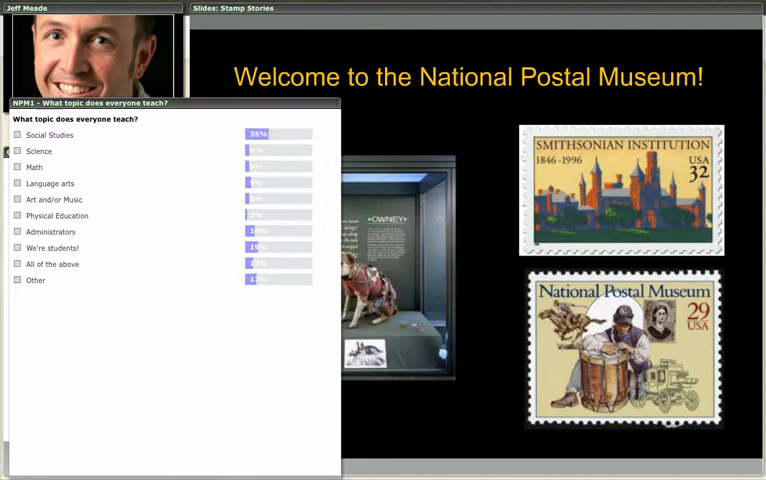 Jeff Meade
Slides: Stamp Stories
Welcome to the National Postal Museum!
NPM1 - What topic does everyone teach?
What topic does everyone teach?
Social Studies 35%
Science
Math
Language arts
Art and/or Music
Physical Education
Administrators
We're students!
All of the above
Other
OWNEY
SMITHSONIAN INSTITUTION
1846-1996 USA
32
National Postal Museum
29
USA